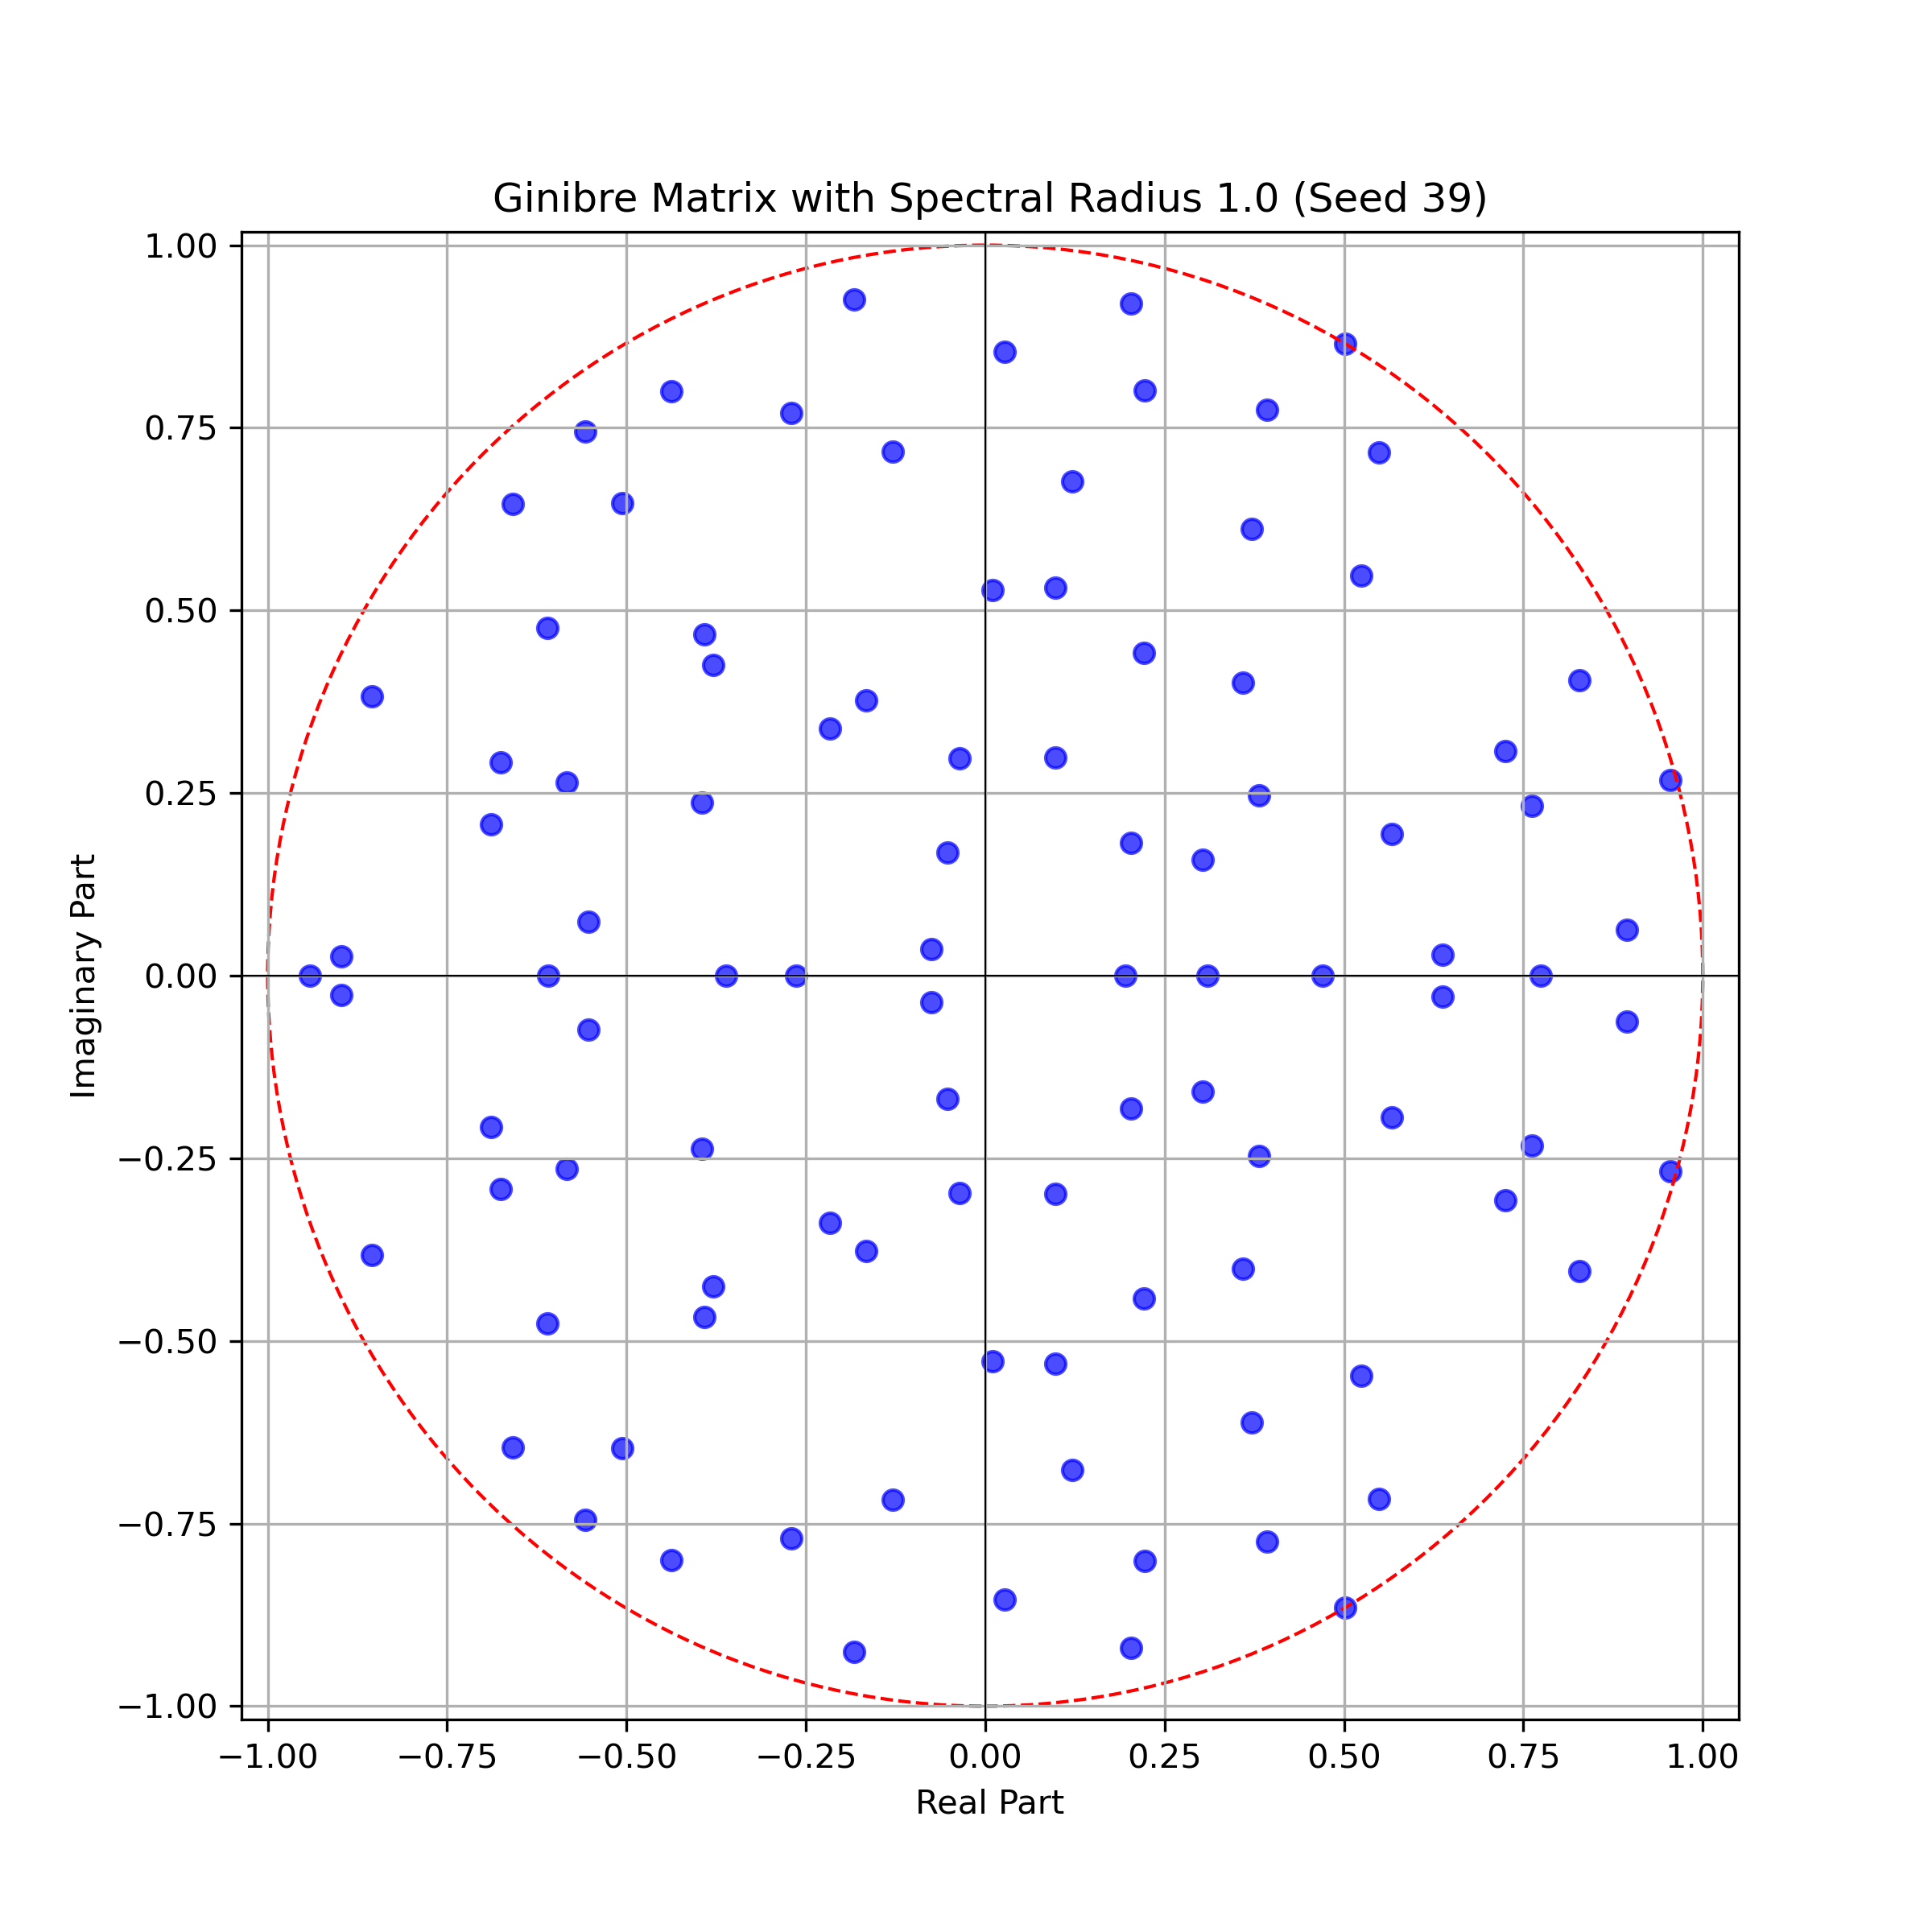 Ginibre Matrix with Spectral Radius 1.0 (Seed 39)
1.00
0.75
0.50
0.25
0.00
−0.25
−0.50
−0.75
−1.00
Imaginary Part
−1.00 −0.75 −0.50 −0.25 0.00 0.25 0.50 0.75 1.00
Real Part